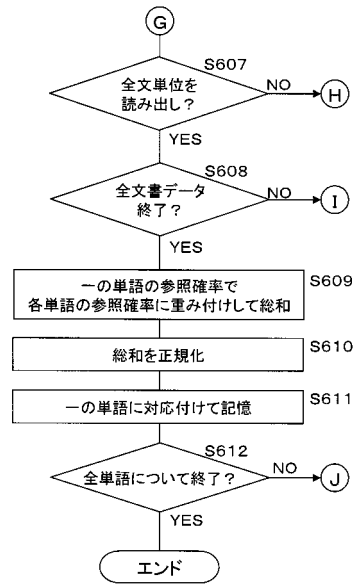 G
S607
全文単位を
読み出し?
NO
H
YES
S608
全文書データ
終了?
NO
I
YES
S609
一の単語の参照確率で
各単語の参照確率に重み付けして総和
S610
総和を正規化
S611
一の単語に対応付けて記憶
S612
全単語について終了?
NO
J
YES
エンド